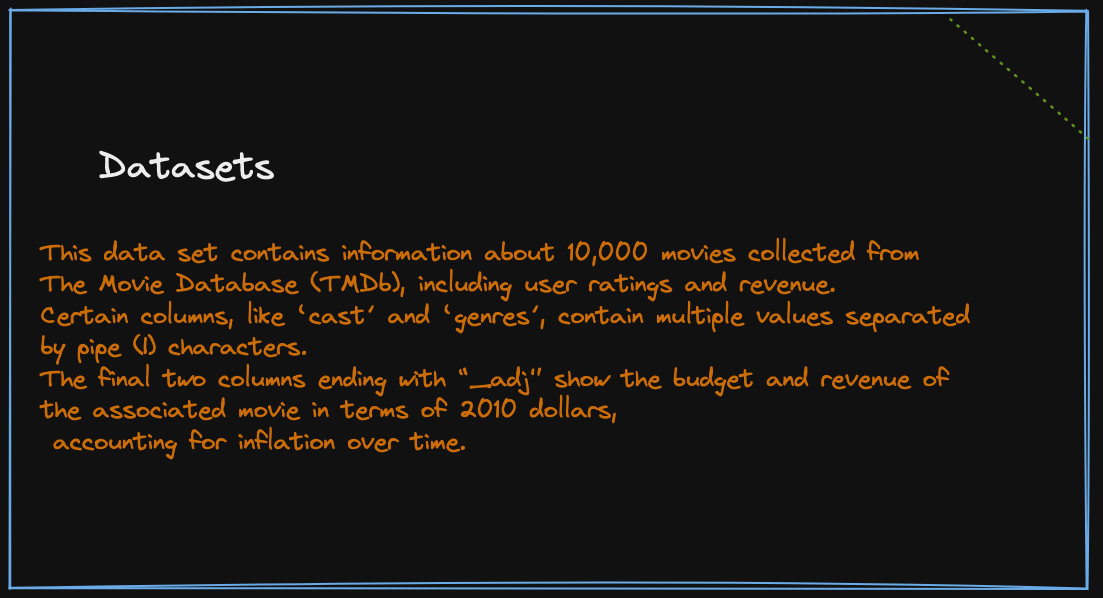 Datasets
This data set contains information about 10,000 movies collected from
The Movie Database (TMDb), including user ratings and revenue.
Certain columns, like ‘cast’ and ‘genres’, contain multiple values separated
by pipe (|) characters.
The final two columns ending with “_adj” show the budget and revenue of
the associated movie in terms of 2010 dollars,
accounting for inflation over time.